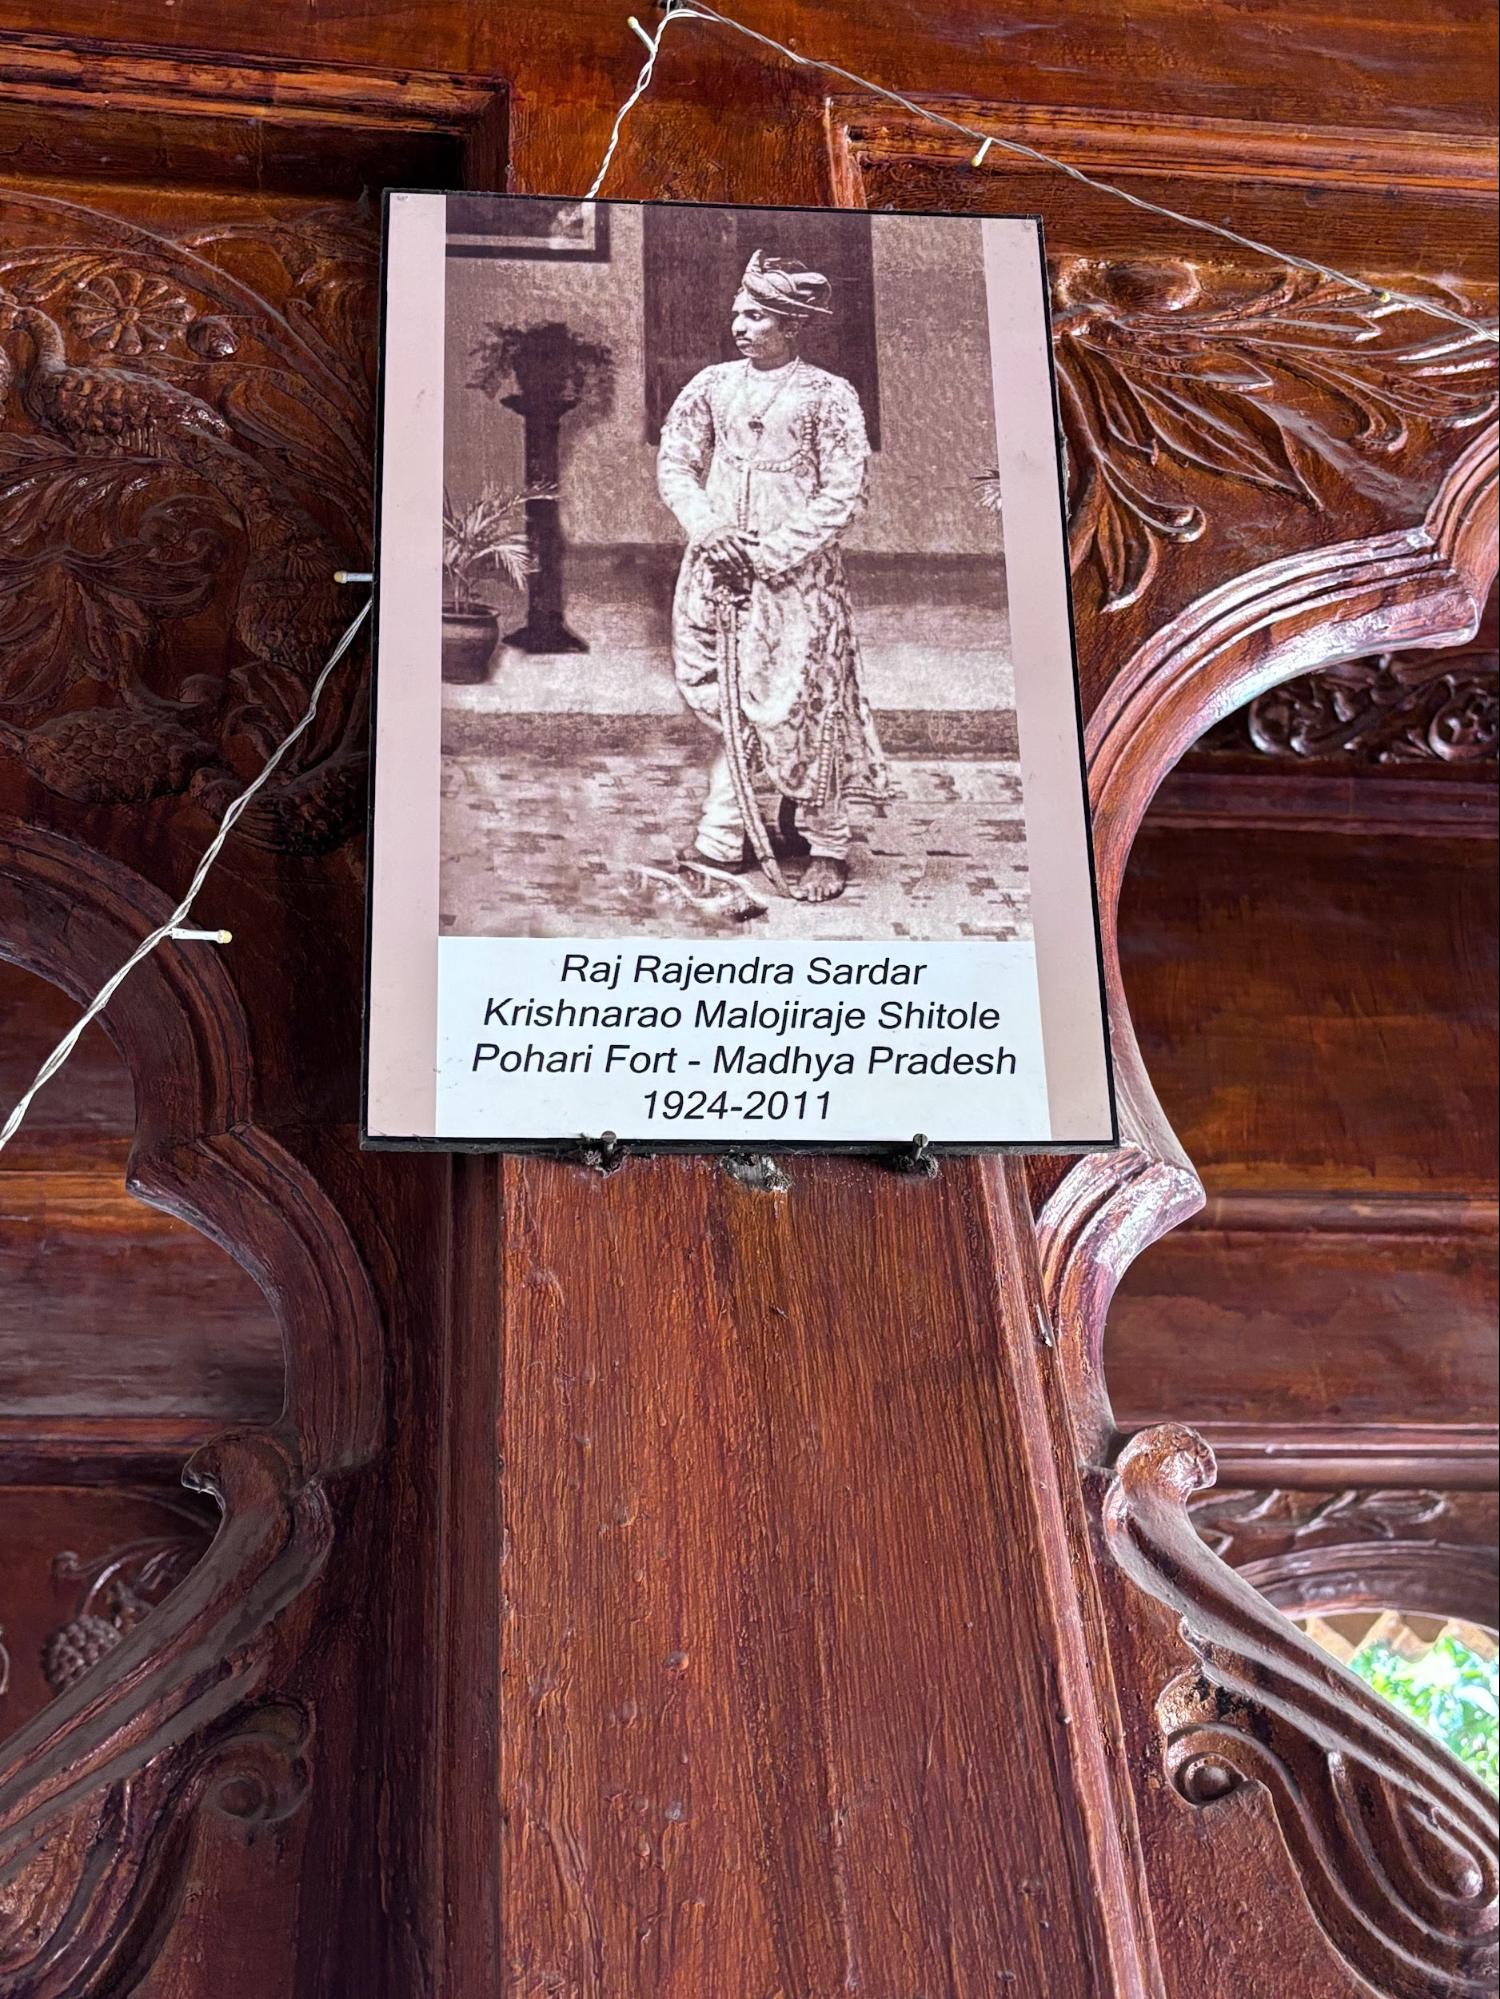 Raj Rajendra Sardar
Krishnarao Malojiraje Shitole
Pohari Fort - Madhya Pradesh
1924-2011